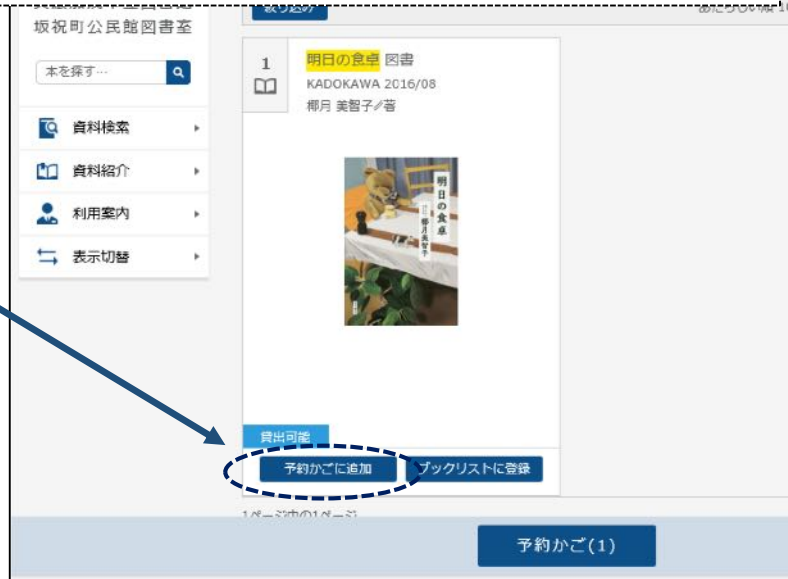 坂祝町公民館図書室
本を探す…
資料検索
資料紹介
利用案内
表示切替
絞り込み
1
明日の食卓 図書
KADOKAWA 2016/08
椰月 美智子／著
明日の食卓
椰月美智子
貸出可能
予約かごに追加
ブックリストに登録
1ページ中の1ページ
予約かご(1)